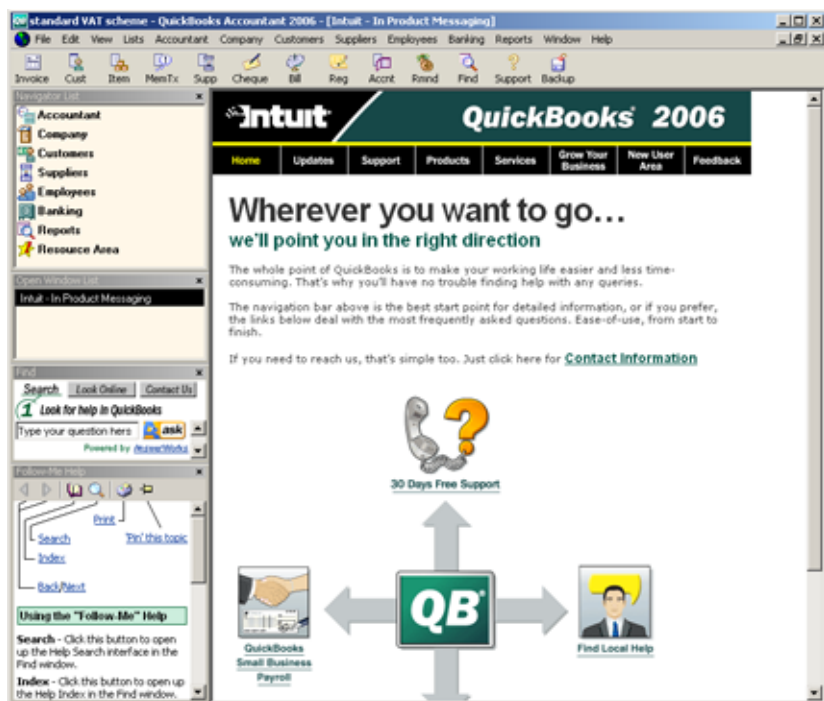 standard VAT scheme - QuickBooks Accountant 2006 - [Intuit - In Product Messaging]
File Edit View Lists Accountant Company Customers Suppliers Employees Banking Reports Window Help
Invoice Cust Item MemTx Supp Cheque Bill Reg Accnt Rmnd Find Support Backup
Navigator List
Accountant
Company
Customers
Suppliers
Employees
Banking
Reports
Resource Area
Open Window List
Intuit - In Product Messaging
Find
Search Look Online Contact Us
1 Look for help in QuickBooks
Type your question here ask
Powered by AnswerWorks
Follow-Me Help
Print
Search 'Pin' this topic
Index
Back/Next
Using the "Follow-Me" Help
Search - Click this button to open
up the Help Search interface in the
Find window.
Index - Click this button to open up
the Help Index in the Find window.
Intuit QuickBooks® 2006
Home Updates Support Products Services Grow Your Business New User Area Feedback
Wherever you want to go...
we'll point you in the right direction
The whole point of QuickBooks is to make your working life easier and less time-
consuming. That's why you'll have no trouble finding help with any queries.
The navigation bar above is the best start point for detailed information, or if you prefer,
the links below deal with the most frequently asked questions. Ease-of-use, from start to
finish.
If you need to reach us, that's simple too. Just click here for Contact Information
30 Days Free Support
QB
QuickBooks
Small Business
Payroll
Find Local Help